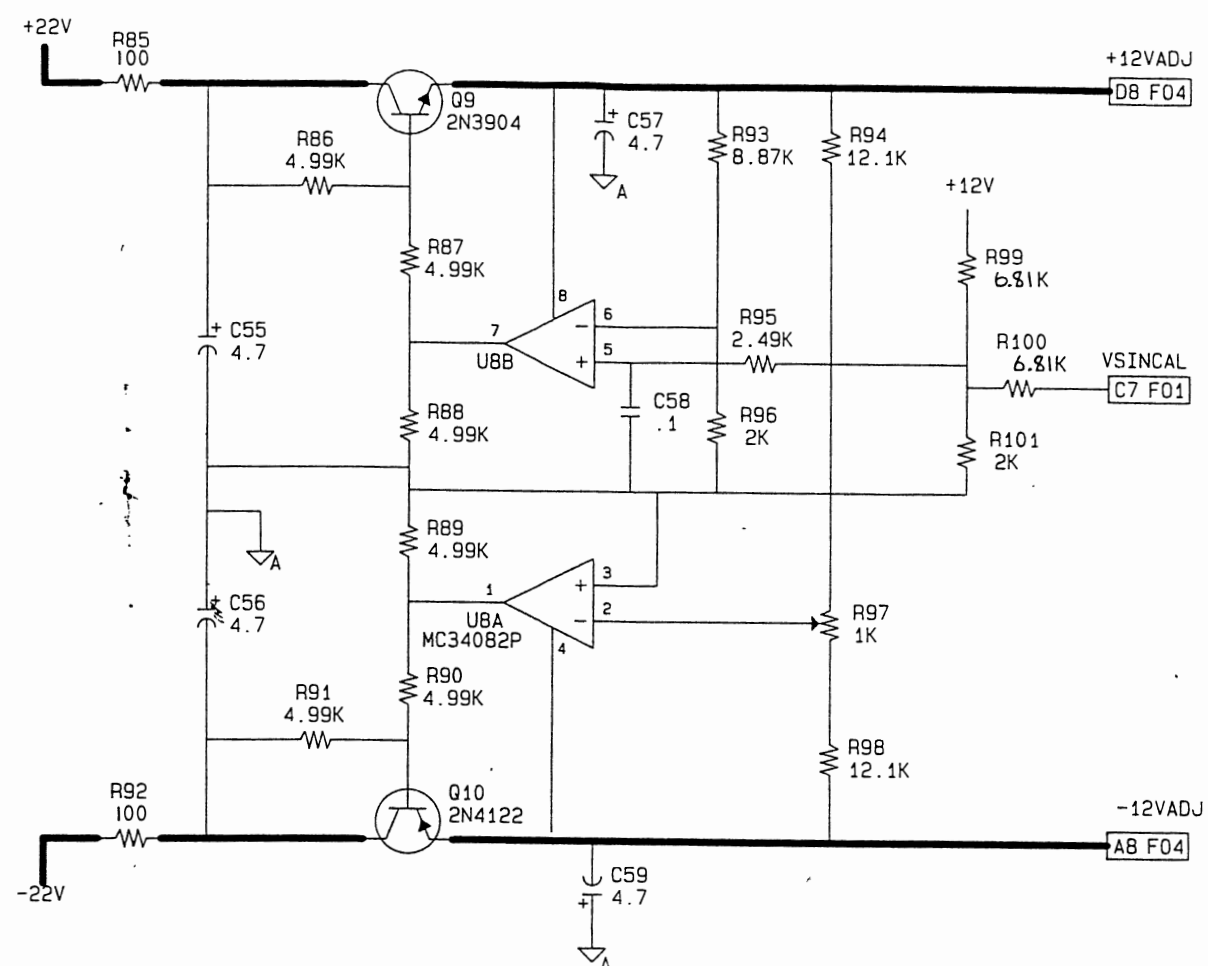 +22V
R85
100
+12VADJ
D8 F04
Q9
2N3904
C57
4.7
A
R93
8.87K
R94
12.1K
R86
4.99K
+12V
R87
4.99K
R99
6.81K
8
7
6
5
-
+
U8B
R95
2.49K
R100
6.81K
VSINCAL
C7 F01
+
C55
4.7
R88
4.99K
C58
.1
R96
2K
R101
2K
A
R89
4.99K
1
3
2
+
-
4
U8A
MC34082P
R97
1K
+
C56
4.7
R90
4.99K
R91
4.99K
R98
12.1K
R92
100
Q10
2N4122
-12VADJ
A8 F04
-22V
C59
4.7
+
A